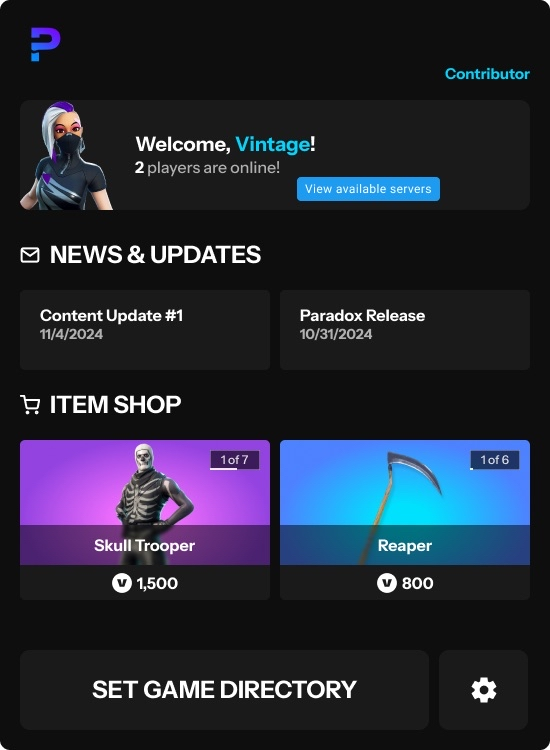 Contributor
Welcome, Vintage!
2 players are online!
View available servers
NEWS & UPDATES
Content Update #1
11/4/2024
Paradox Release
10/31/2024
ITEM SHOP
1 of 7
Skull Trooper
1,500
1 of 6
Reaper
800
SET GAME DIRECTORY